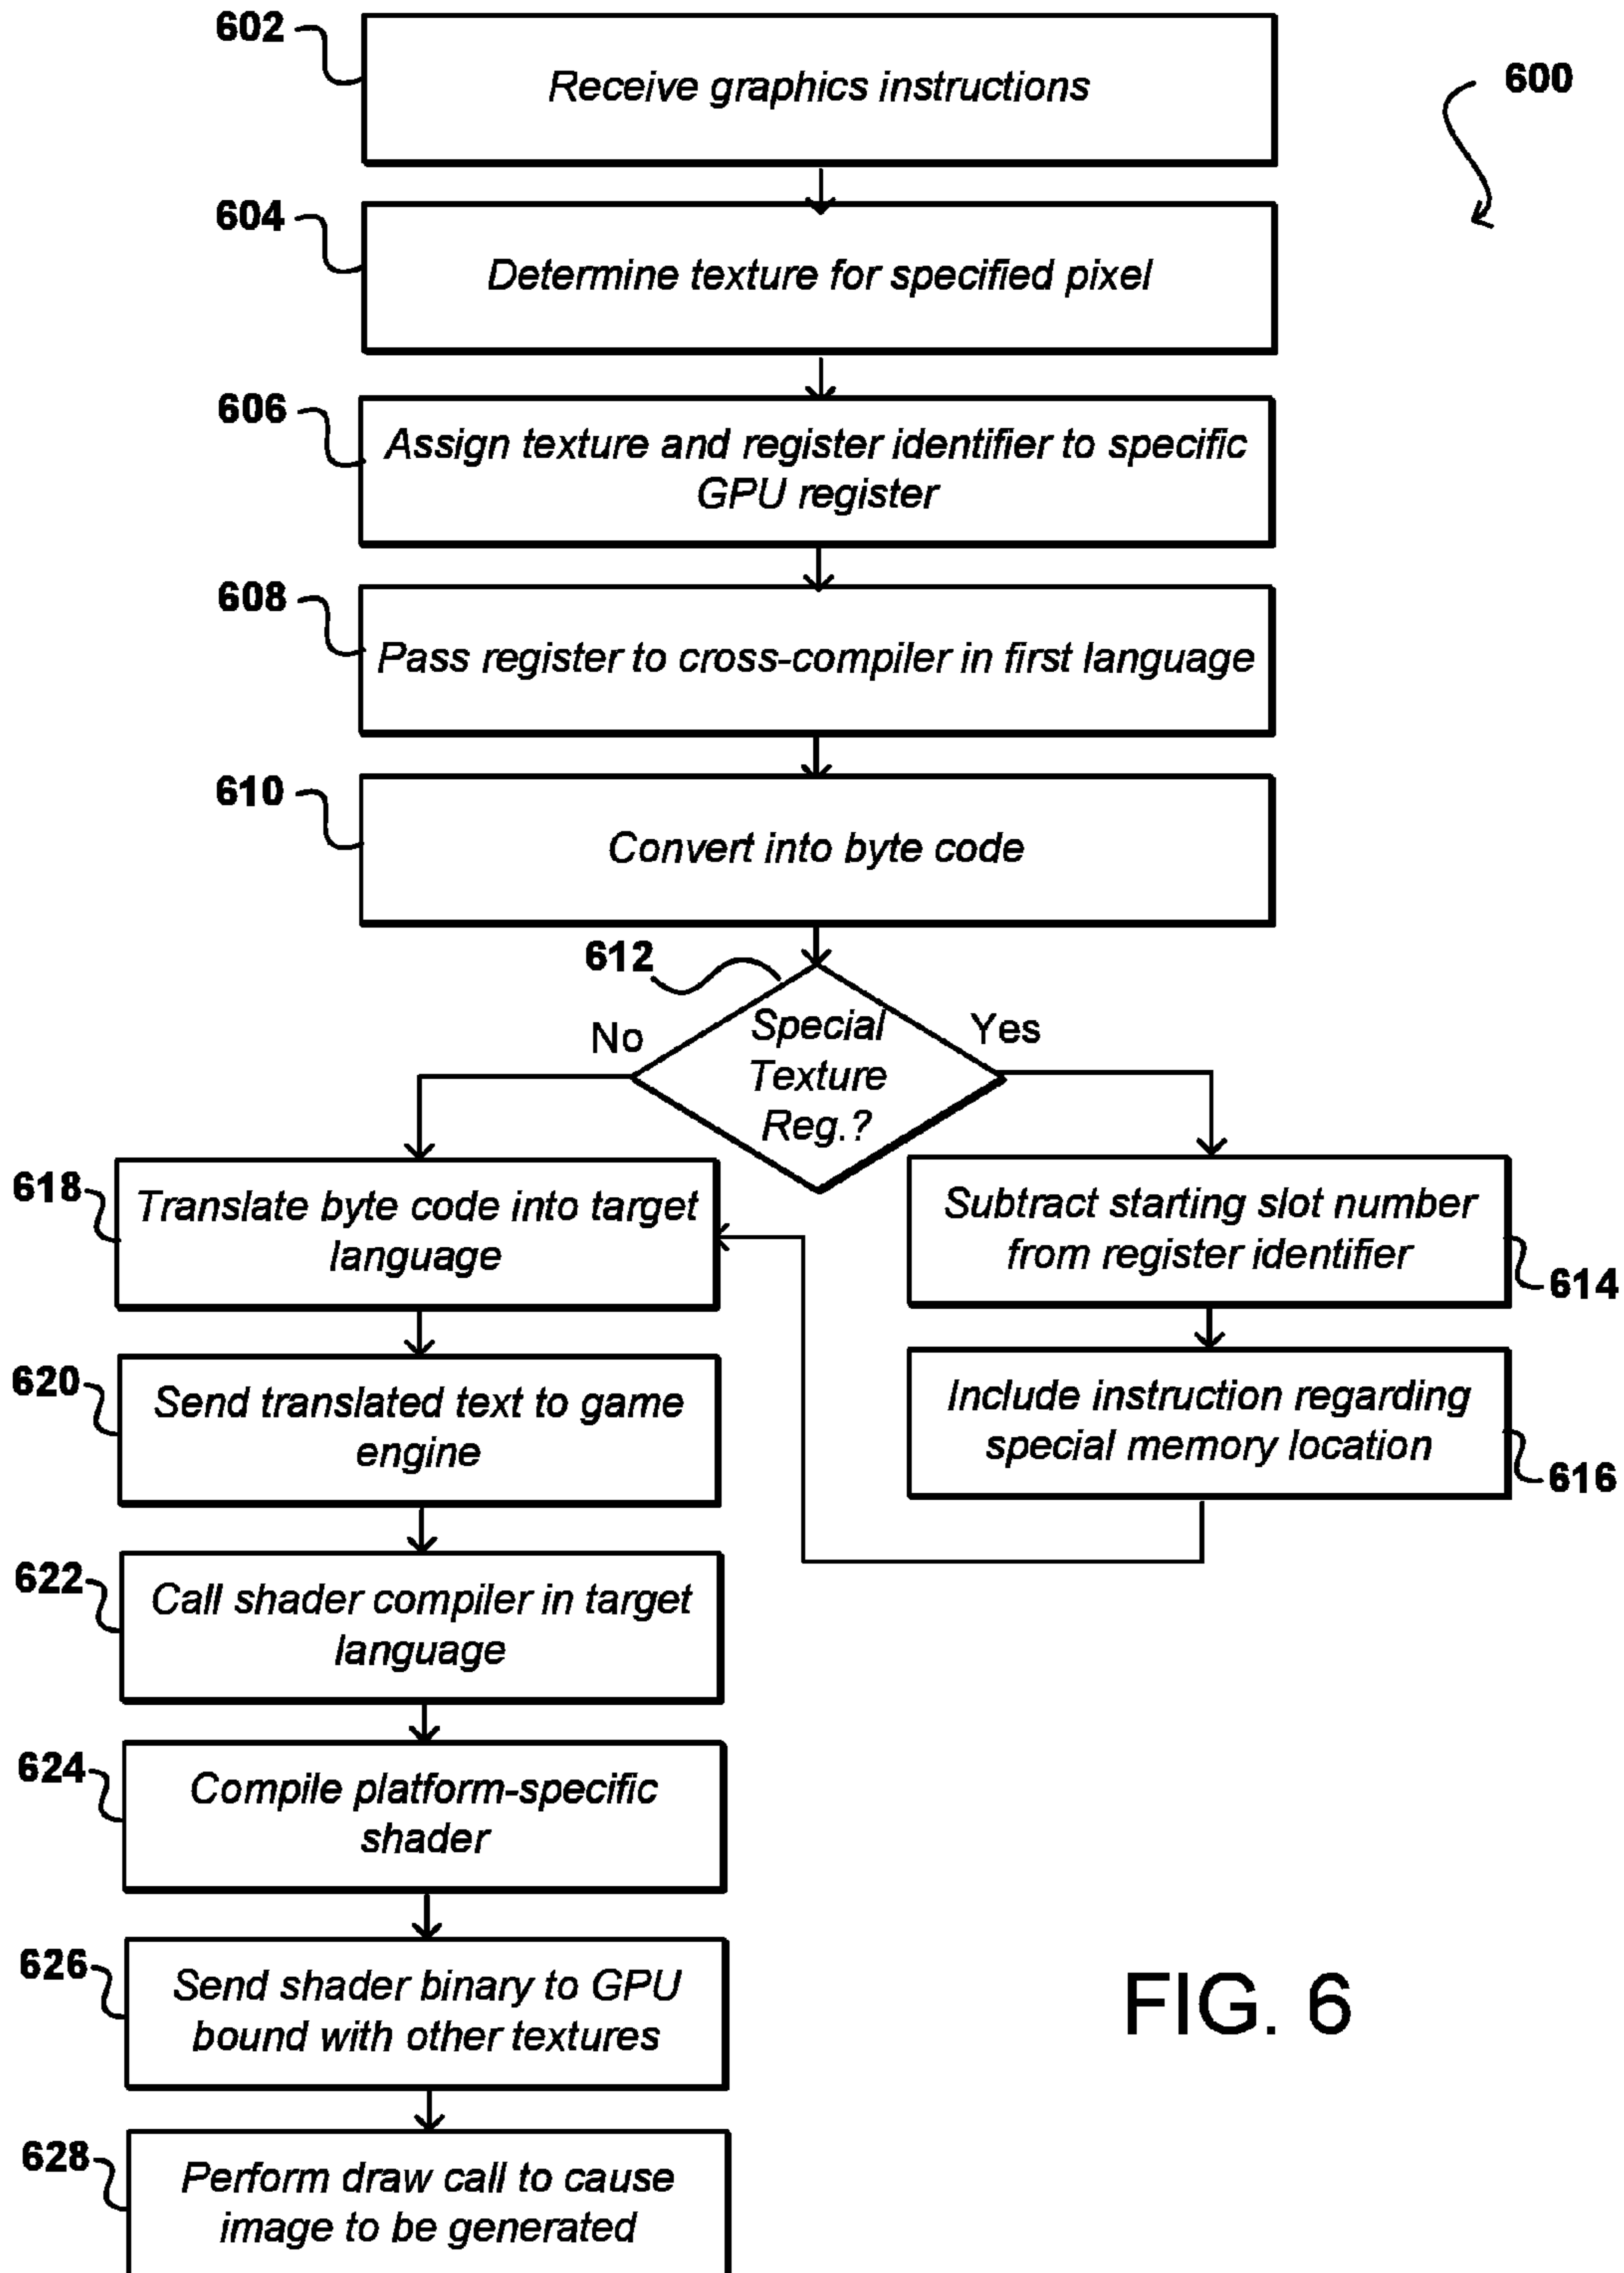 602
Receive graphics instructions
600
604
Determine texture for specified pixel
606
Assign texture and register identifier to specific
GPU register
608
Pass register to cross-compiler in first language
610
Convert into byte code
612
No
Special
Texture
Reg.?
Yes
618
Translate byte code into target
language
Subtract starting slot number
from register identifier
614
620
Send translated text to game
engine
Include instruction regarding
special memory location
616
622
Call shader compiler in target
language
624
Compile platform-specific
shader
626
Send shader binary to GPU
bound with other textures
FIG. 6
628
Perform draw call to cause
image to be generated